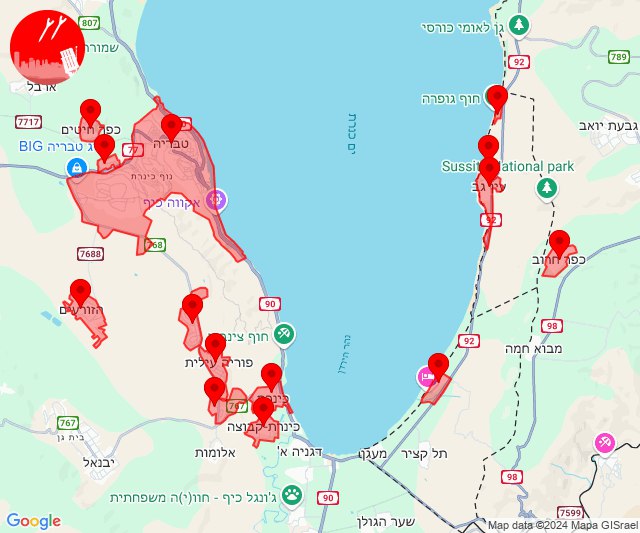 807
שמורת
ארבל
גן לאומי כורסי
92
789
חוף גופרה
7717
כפר חיטים
גבעת יואב
77
טבריה
ג טבריה BIG
ים כנרת
Sussita National park
נוף כינרת
עין גב
אקווה כיף
92
768
7688
כפר חרוב
90
הזורעים
98
חוף צינברי
נהר הירדן
92
מבוא חמה
פוריה עילית
767
כינרת
767
כינרת-קבוצה
בית גן
יבנאל
אלומות
דגניה א'
מעגן
תל קציר
98
ג'ונגל כיף - חוו(י)ה משפחתית
90
7599
שער הגולן
Google
Map data ©2024 Mapa GISrael